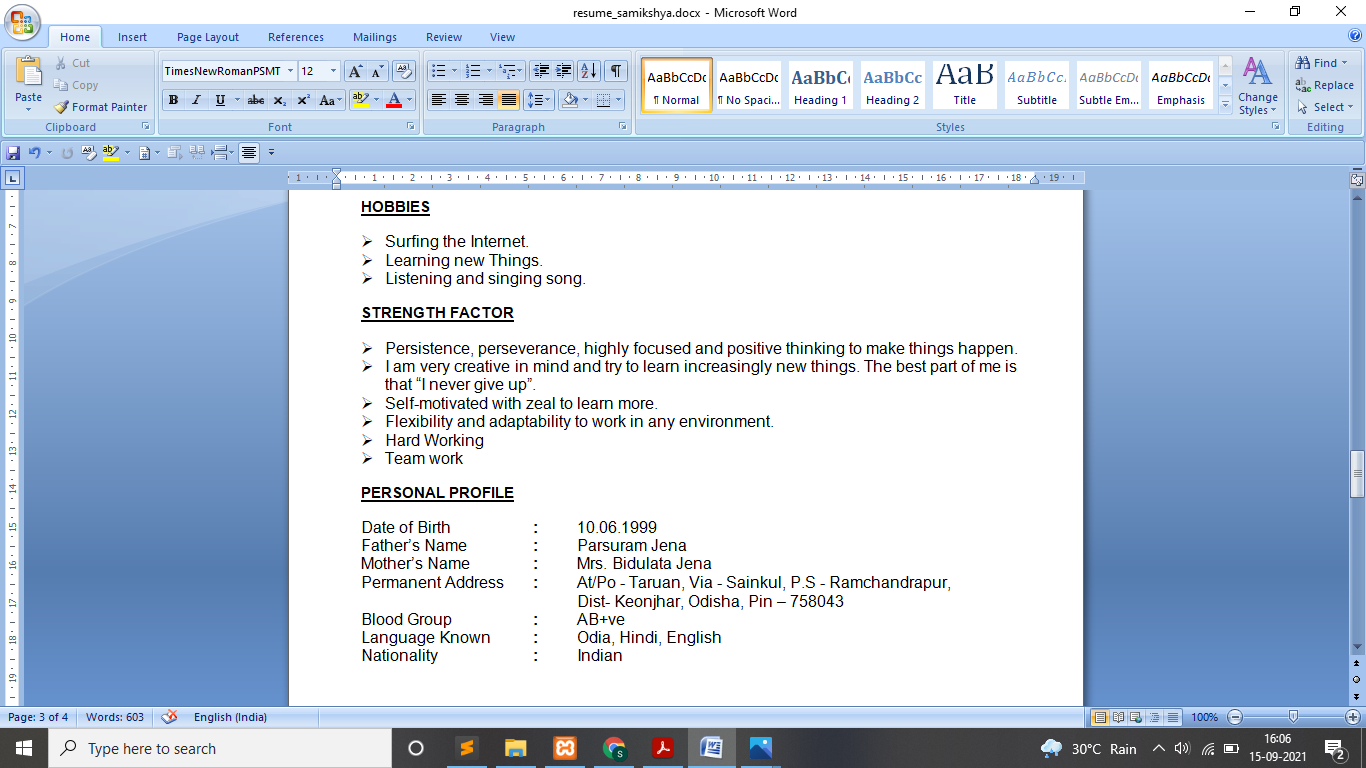 resume_samikshya.docx - Microsoft Word
Home Insert Page Layout References Mailings Review View
Paste
Cut
Copy
Format Painter
Clipboard
TimesNewRomanPSMT 12
Font
Paragraph
AaBbCcDc AaBbCcDc AaBbCc AaBbCc AaB AaBbCc. AaBbCcDc AaBbCcDc
¶ Normal ¶ No Spaci... Heading 1 Heading 2 Title Subtitle Subtle Em... Emphasis
Styles
Change Styles
Find
Replace
Select
Editing
HOBBIES
Surfing the Internet.
Learning new Things.
Listening and singing song.
STRENGTH FACTOR
Persistence, perseverance, highly focused and positive thinking to make things happen.
I am very creative in mind and try to learn increasingly new things. The best part of me is
that “I never give up”.
Self-motivated with zeal to learn more.
Flexibility and adaptability to work in any environment.
Hard Working
Team work
PERSONAL PROFILE
Date of Birth : 10.06.1999
Father’s Name : Parsuram Jena
Mother’s Name : Mrs. Bidulata Jena
Permanent Address : At/Po - Taruan, Via - Sainkul, P.S - Ramchandrapur,
Dist- Keonjhar, Odisha, Pin – 758043
Blood Group : AB+ve
Language Known : Odia, Hindi, English
Nationality : Indian
Page: 3 of 4 Words: 603 English (India) 100%
Type here to search
30°C Rain
16:06
15-09-2021
2